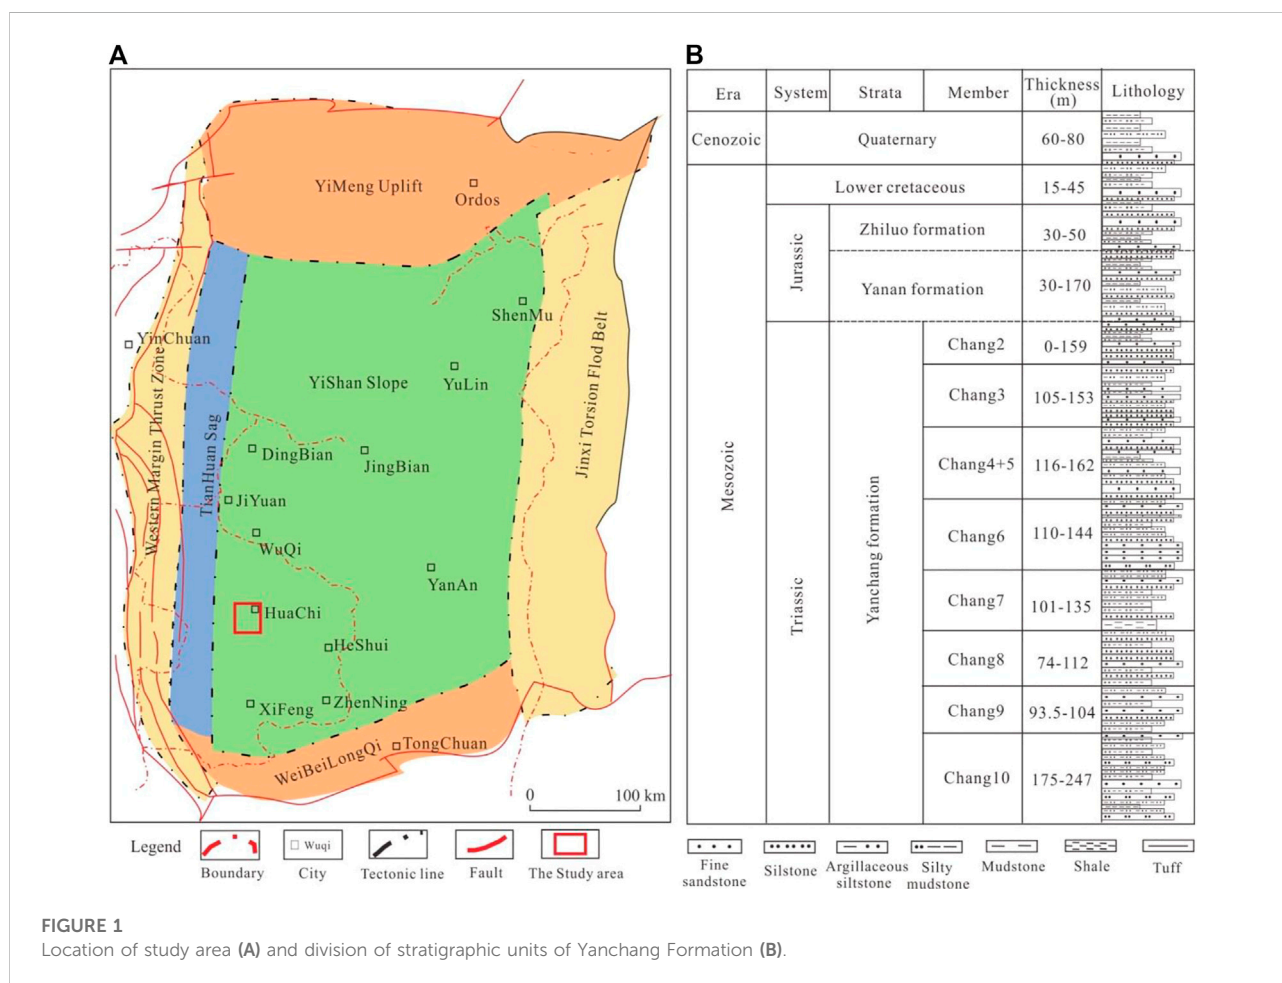 A
YiMeng Uplift
Ordos
ShenMu
YinChuan
YiShan Slope
YuLin
Western Margin Thrust Zone
TianHuan Sag
Jinxi Torsion Flod Belt
DingBian
JingBian
JiYuan
WuQi
YanAn
HuaChi
HeShui
XiFeng
ZhenNing
TongChuan
WeiBeiLongQi
0 100 km
Legend
Wuqi
Boundary City Tectonic line Fault The Study area
B
Era System Strata Member Thickness (m) Lithology
Cenozoic Quaternary 60-80
Lower cretaceous 15-45
Jurassic
Zhiluo formation 30-50
Yanan formation 30-170
Mesozoic
Triassic
Yanchang formation
Chang2 0-159
Chang3 105-153
Chang4+5 116-162
Chang6 110-144
Chang7 101-135
Chang8 74-112
Chang9 93.5-104
Chang10 175-247
Fine sandstone
Silstone
Argillaceous siltstone
Silty mudstone
Mudstone
Shale
Tuff
FIGURE 1
Location of study area (A) and division of stratigraphic units of Yanchang Formation (B).